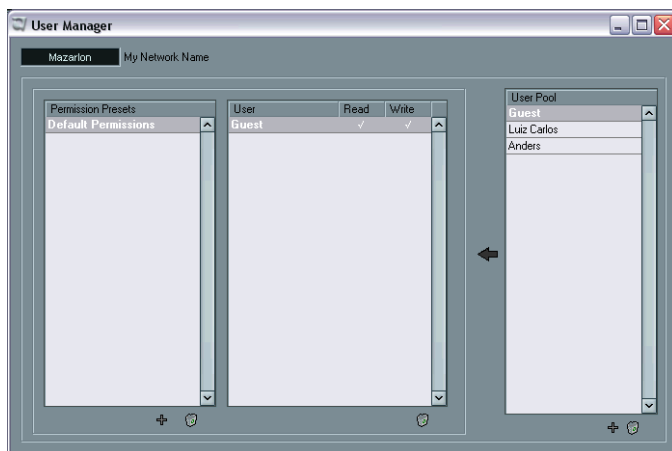 User Manager
Mazarlon My Network Name
Permission Presets
Default Permissions
User Read Write
Guest √ √
User Pool
Guest
Luiz Carlos
Anders